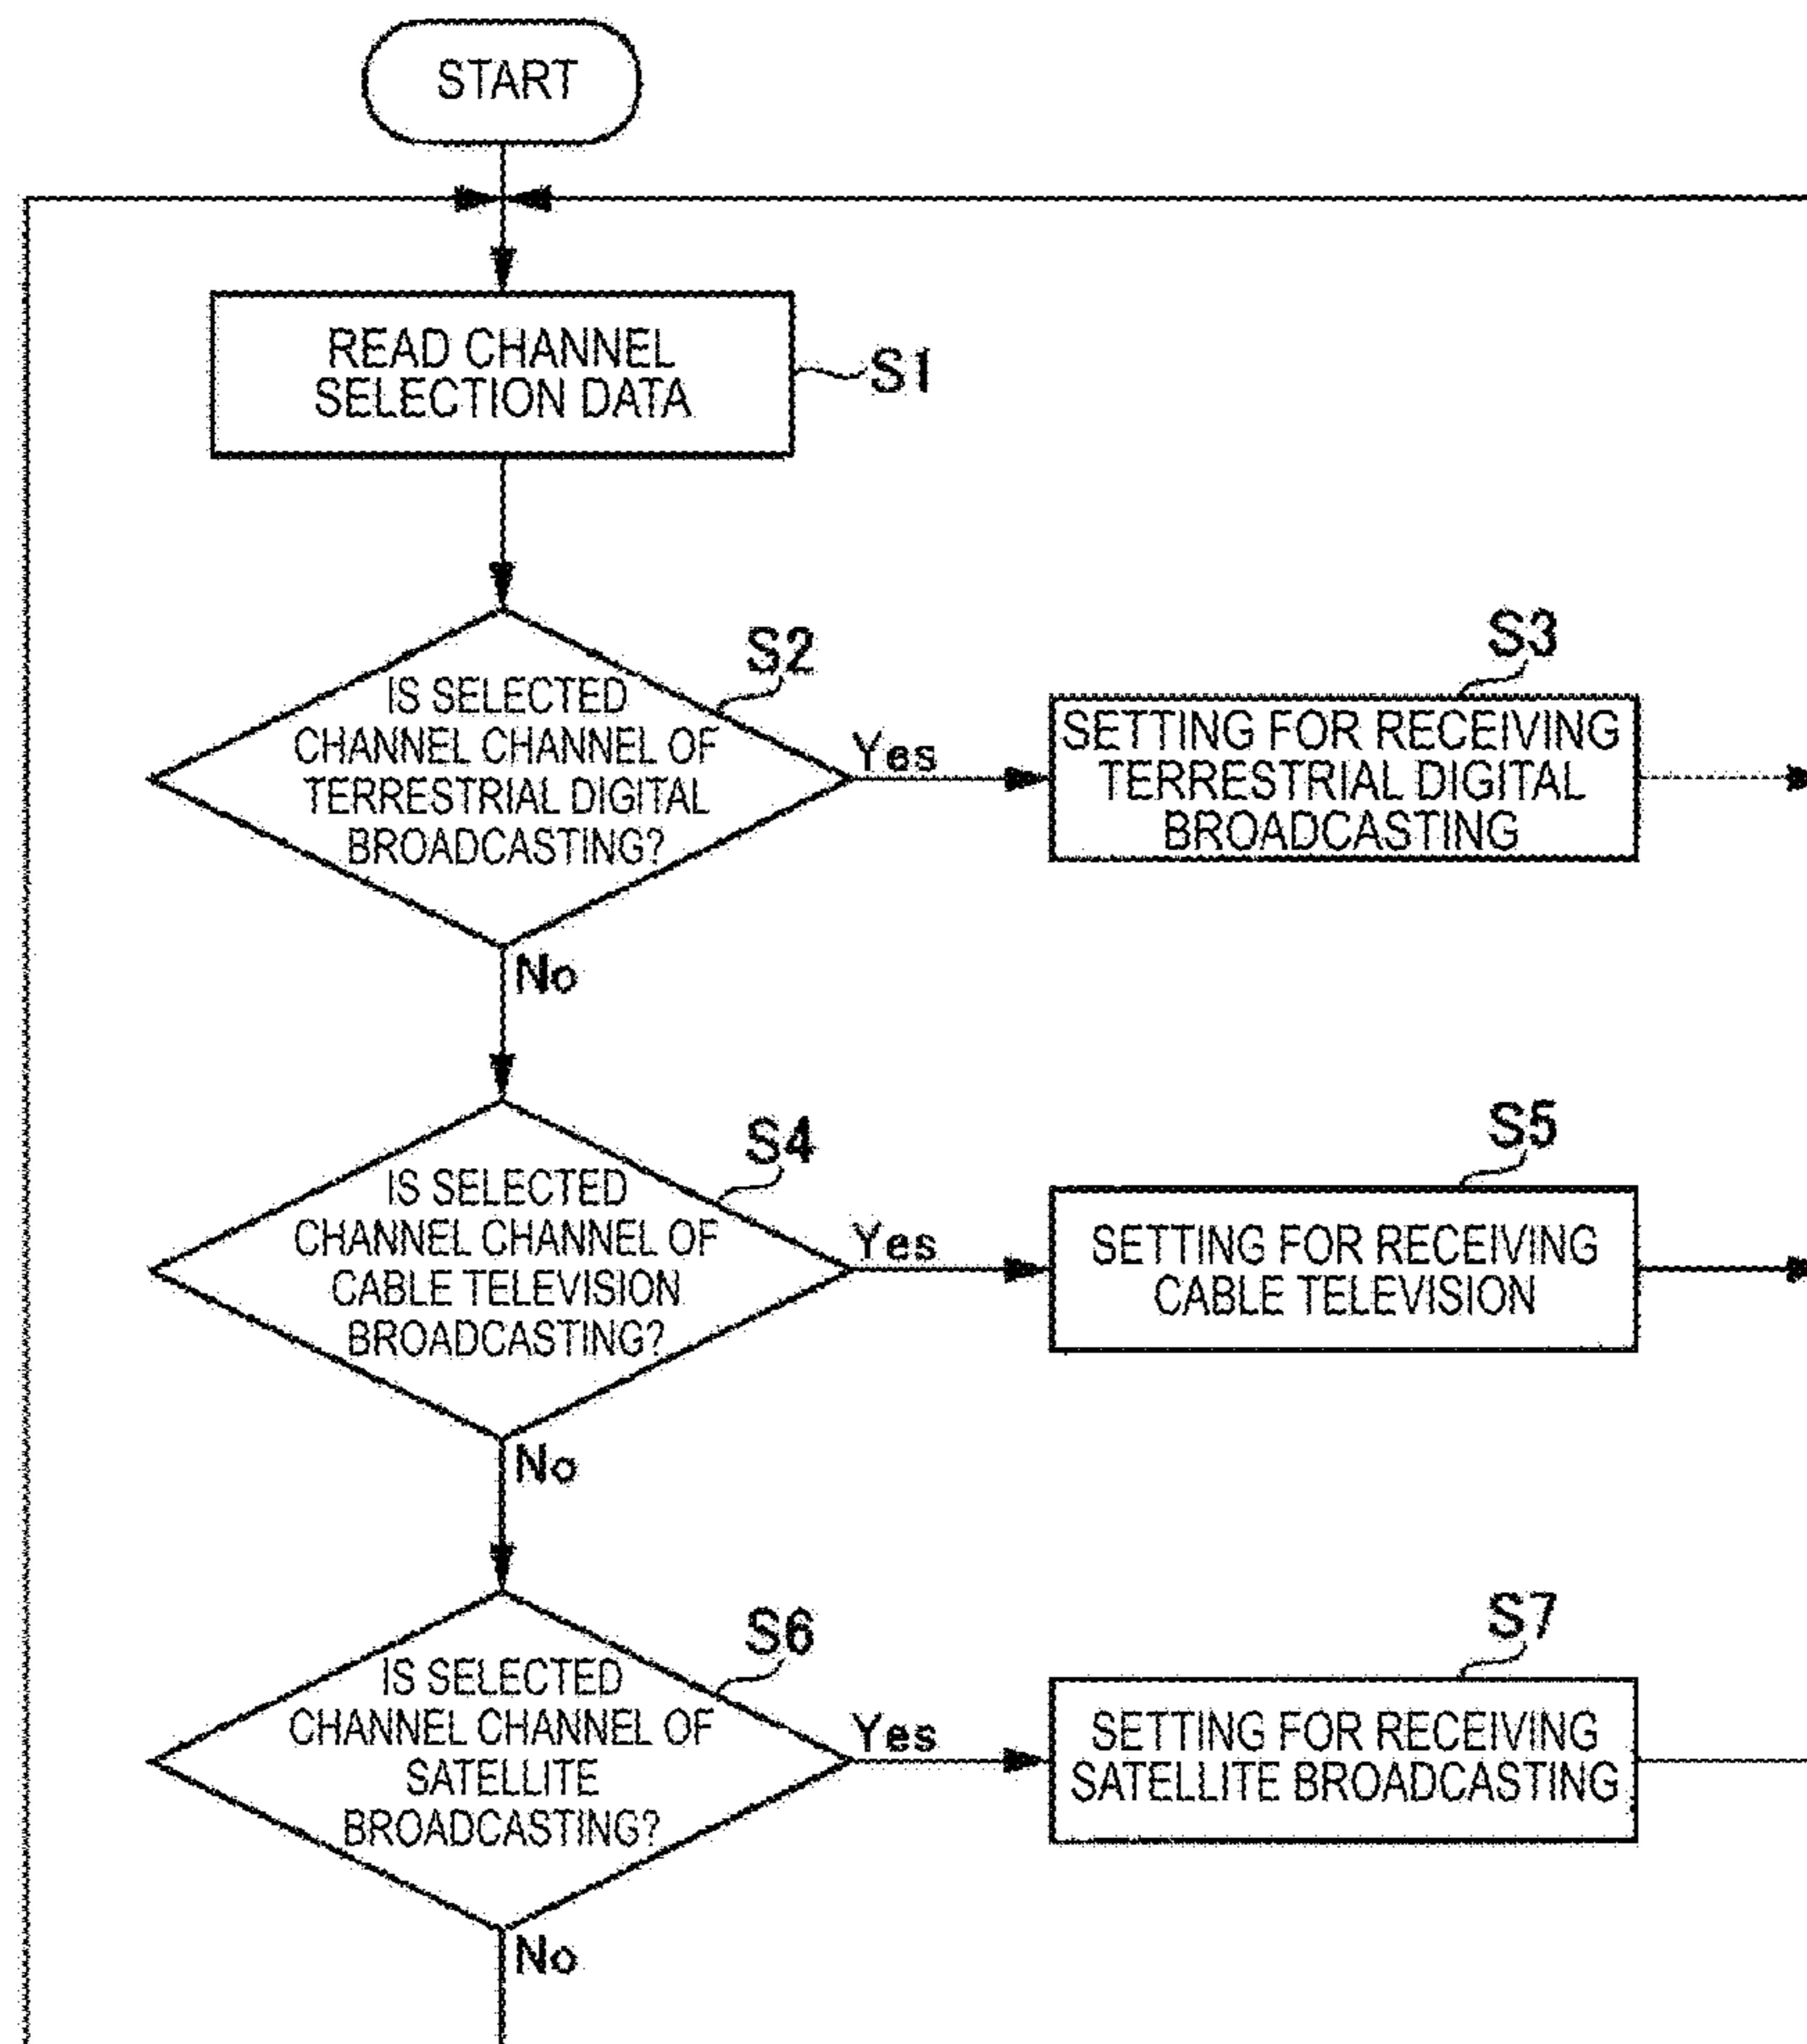 START
READ CHANNEL
SELECTION DATA
S1
S2
IS SELECTED
CHANNEL CHANNEL OF
TERRESTRIAL DIGITAL
BROADCASTING?
Yes
S3
SETTING FOR RECEIVING
TERRESTRIAL DIGITAL
BROADCASTING
No
S4
IS SELECTED
CHANNEL CHANNEL OF
CABLE TELEVISION
BROADCASTING?
Yes
S5
SETTING FOR RECEIVING
CABLE TELEVISION
No
S6
IS SELECTED
CHANNEL CHANNEL OF
SATELLITE
BROADCASTING?
Yes
S7
SETTING FOR RECEIVING
SATELLITE BROADCASTING
No